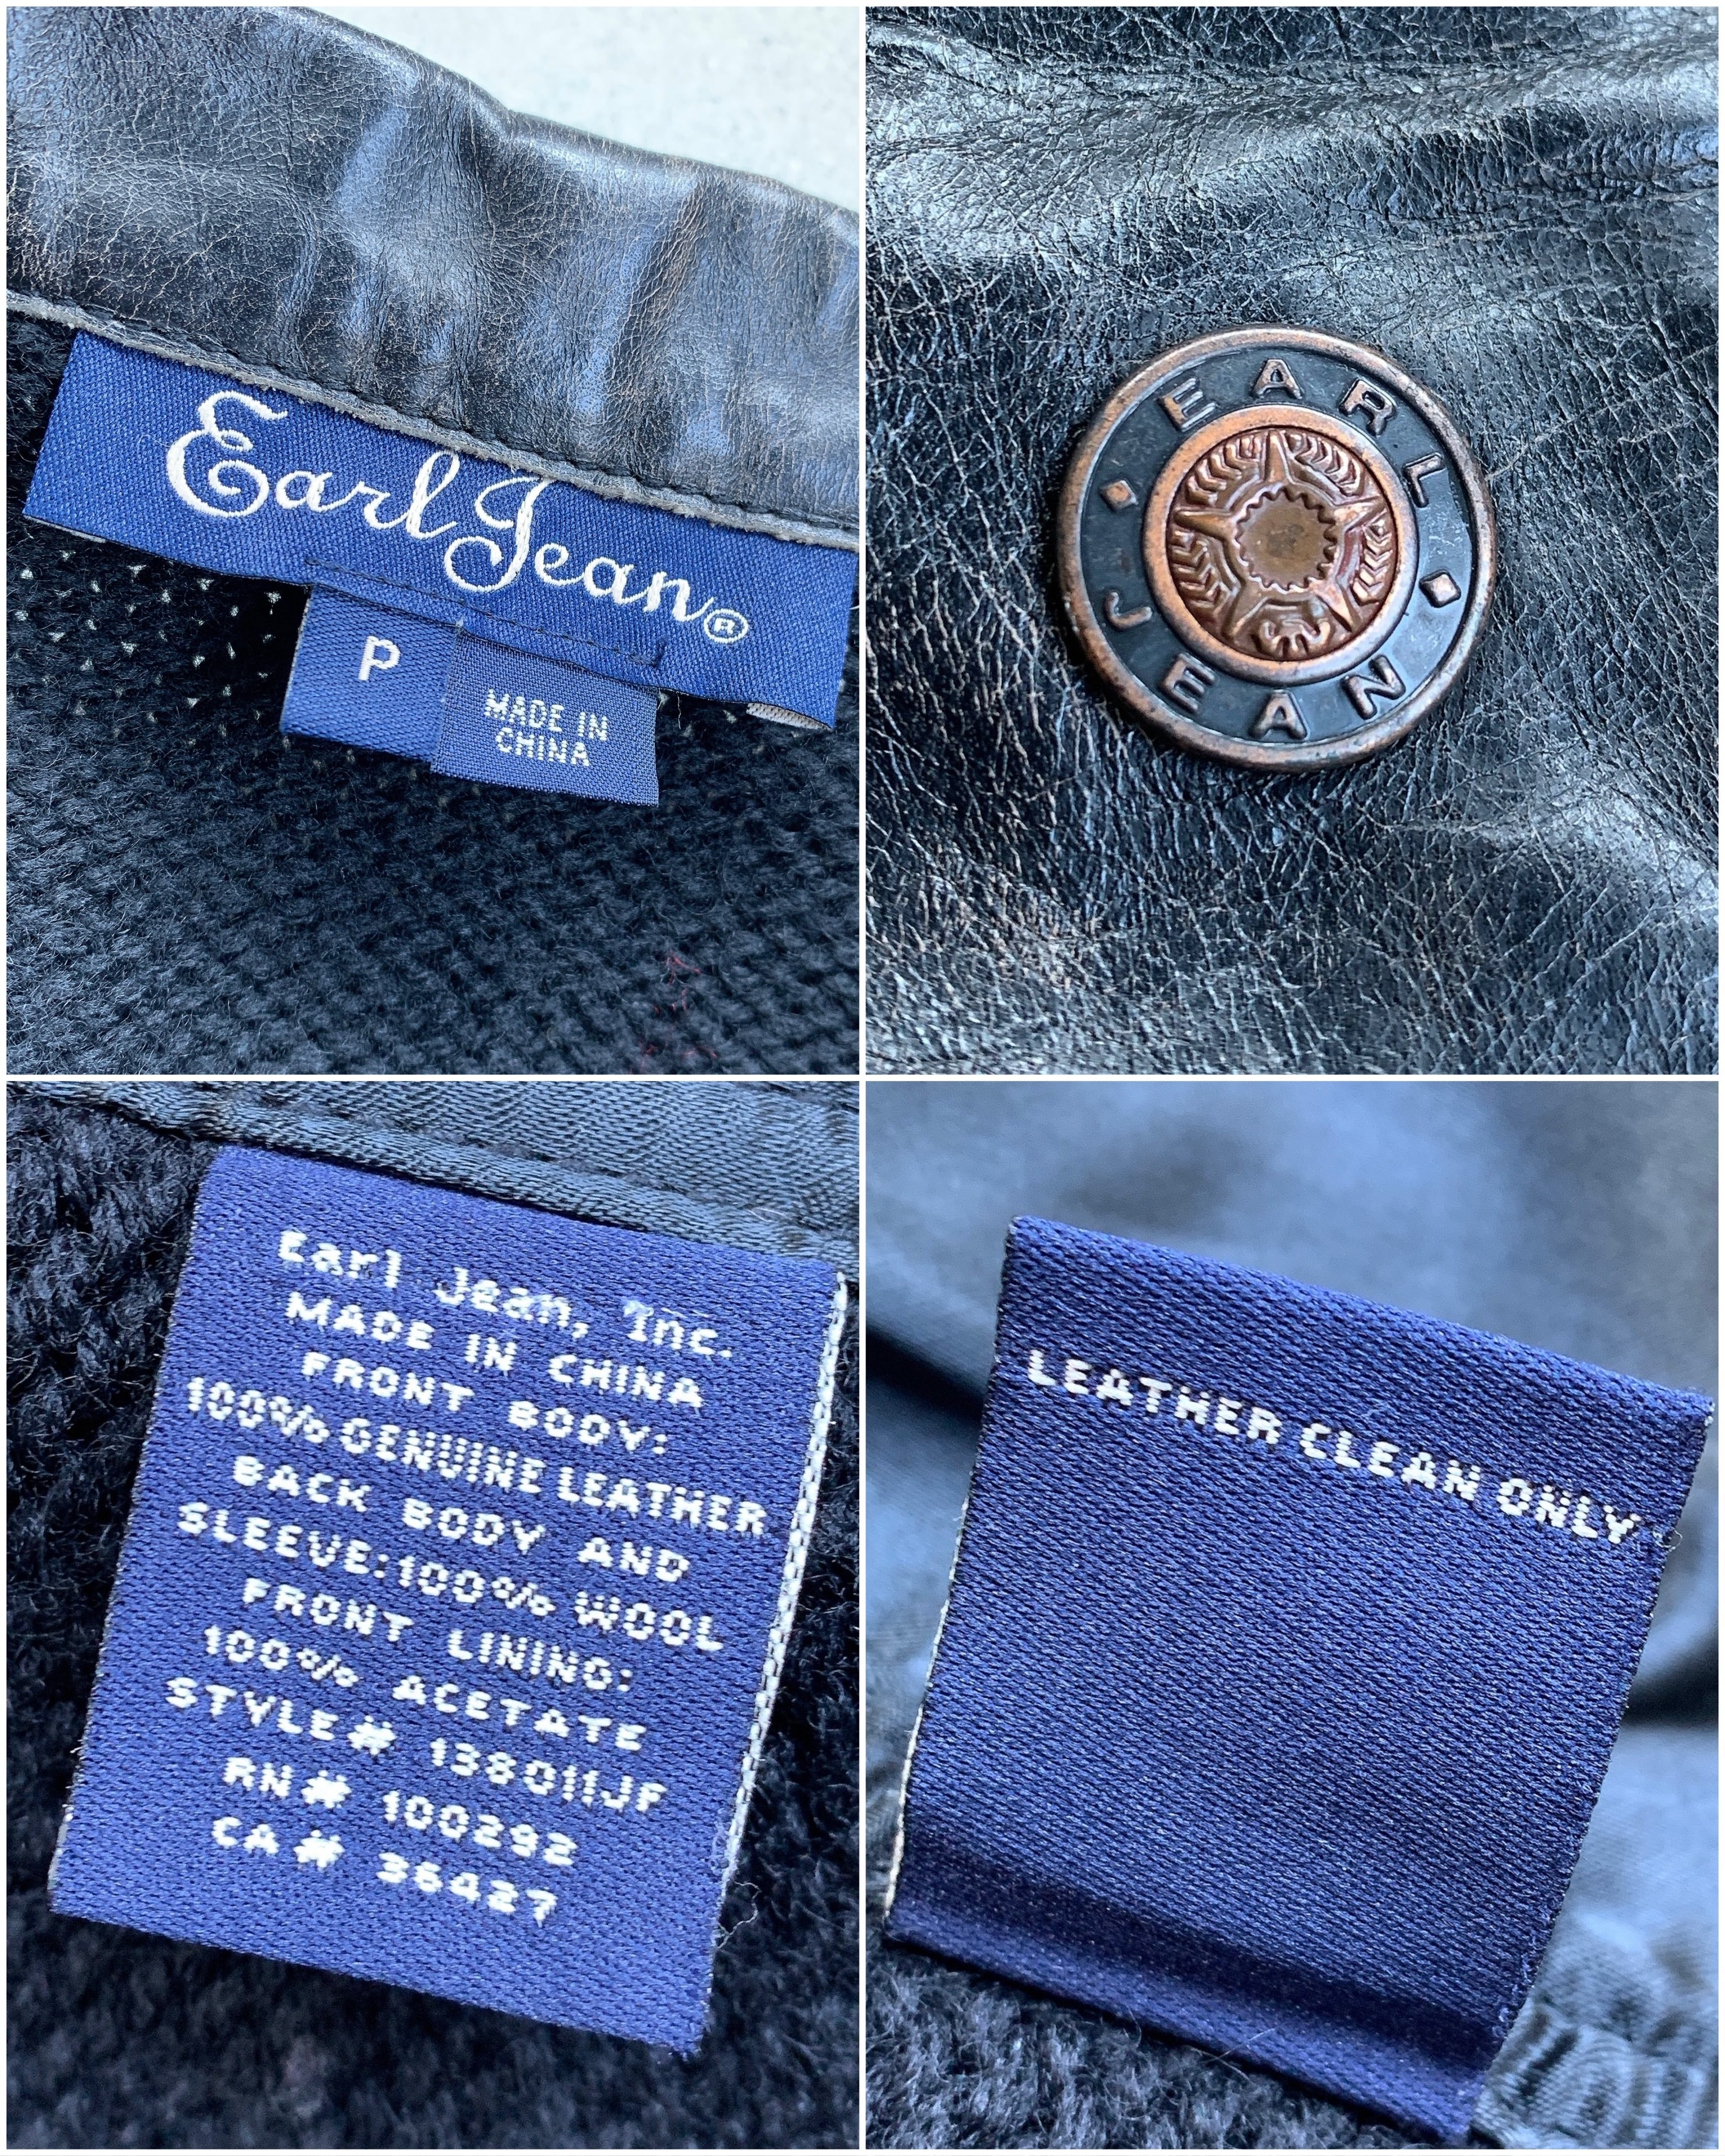 Earl Jean®
P
MADE IN
CHINA
EARL
JEAN
Earl Jean, Inc.
MADE IN CHINA
FRONT BODY:
100% GENUINE LEATHER
BACK BODY AND
SLEEVE:100% WOOL
FRONT LINING:
100% ACETATE
STYLE# 138011JF
RN# 100292
CA# 36427
LEATHER CLEAN ONLY